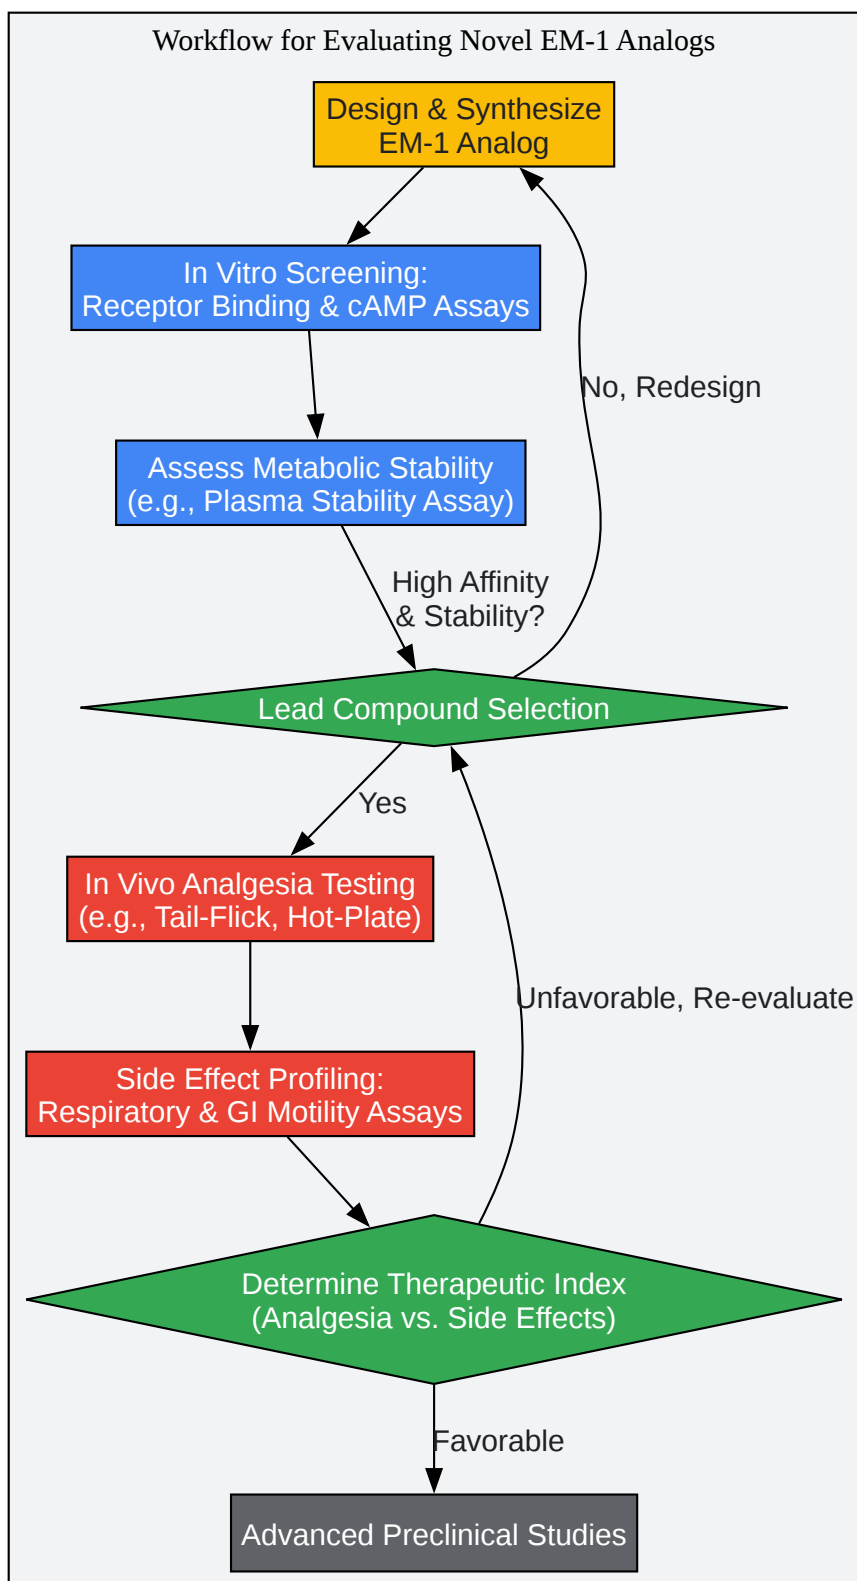 Workflow for Evaluating Novel EM-1 Analogs
Design & Synthesize
EM-1 Analog
In Vitro Screening:
Receptor Binding & cAMP Assays
No, Redesign
Assess Metabolic Stability
(e.g., Plasma Stability Assay)
High Affinity
& Stability?
Lead Compound Selection
Yes
In Vivo Analgesia Testing
(e.g., Tail-Flick, Hot-Plate)
Unfavorable, Re-evaluate
Side Effect Profiling:
Respiratory & GI Motility Assays
Determine Therapeutic Index
(Analgesia vs. Side Effects)
Favorable
Advanced Preclinical Studies